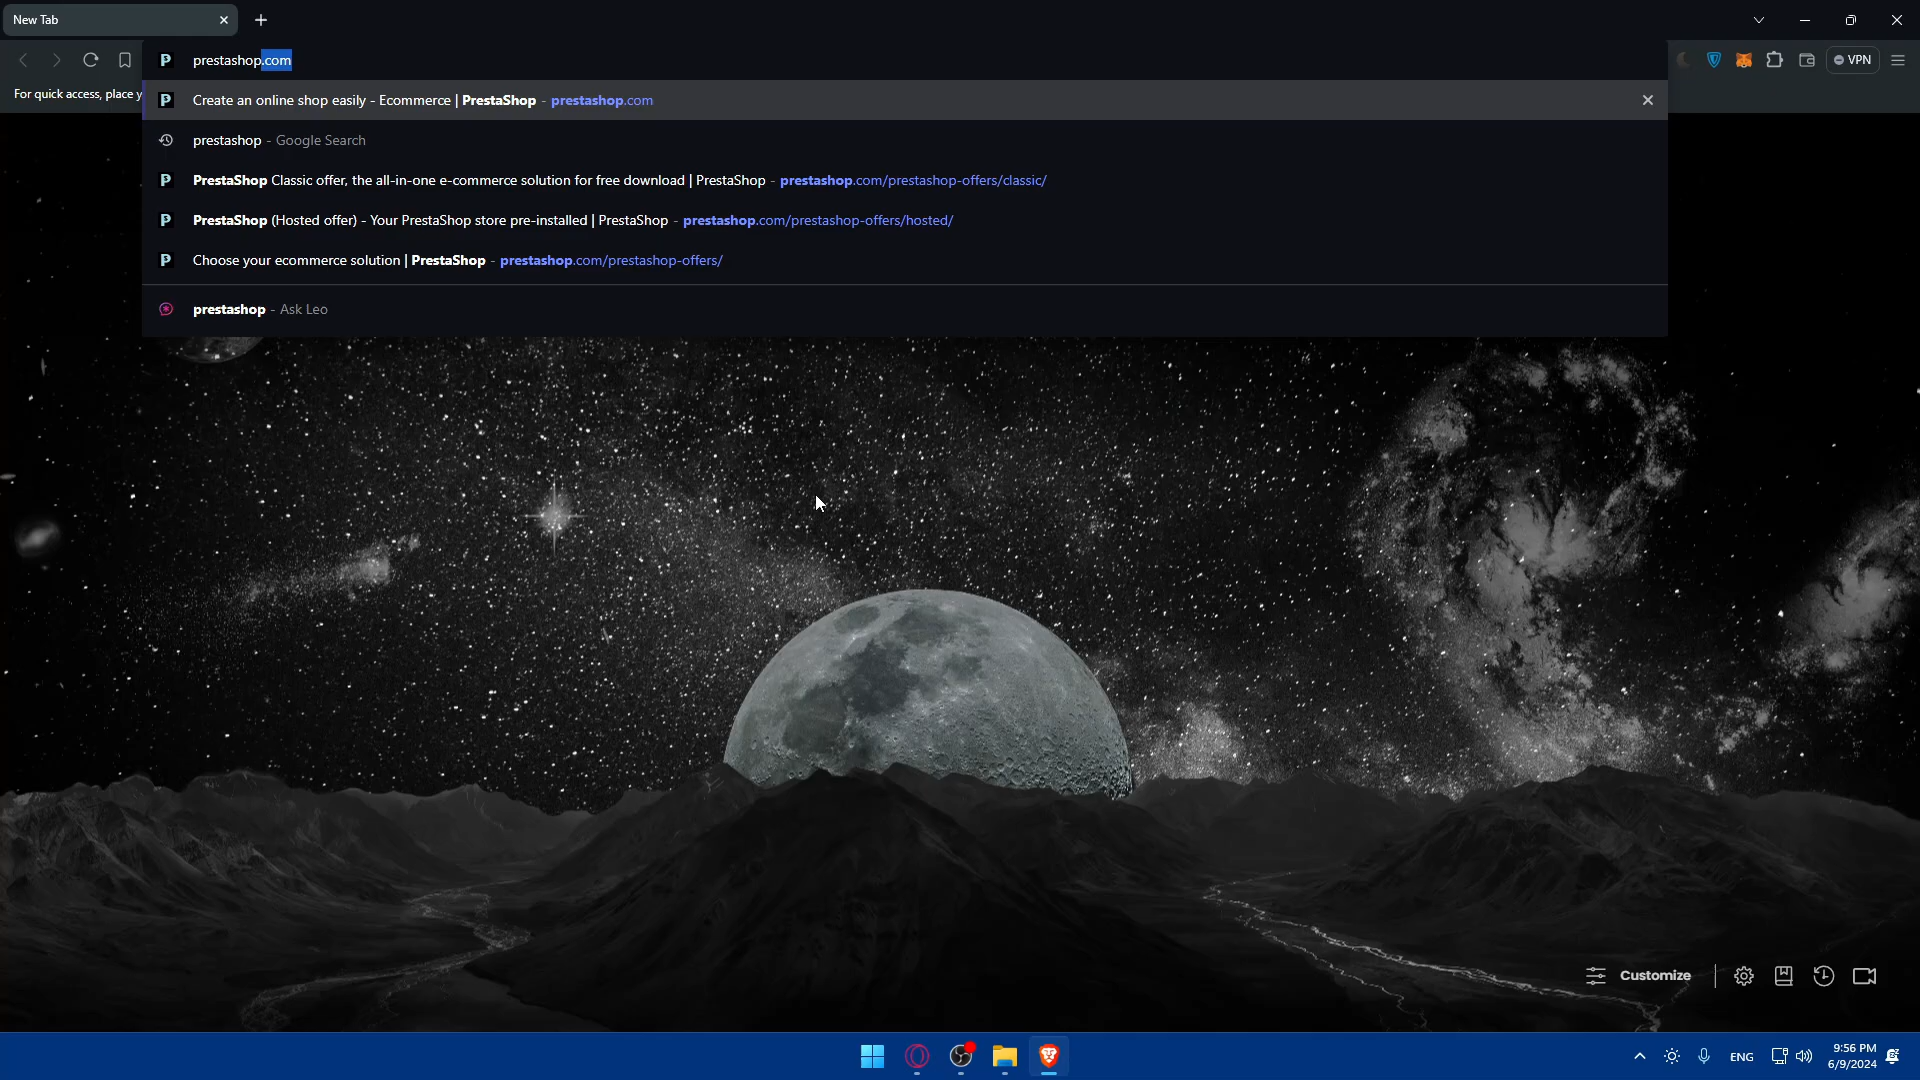 New Tab
prestashop.com
For quick access, place y
VPN
Create an online shop easily - Ecommerce | PrestaShop - prestashop.com
prestashop - Google Search
PrestaShop Classic offer, the all-in-one e-commerce solution for free download | PrestaShop - prestashop.com/prestashop-offers/classic/
PrestaShop (Hosted offer) - Your PrestaShop store pre-installed | PrestaShop - prestashop.com/prestashop-offers/hosted/
Choose your ecommerce solution | PrestaShop - prestashop.com/prestashop-offers/
prestashop - Ask Leo
Customize
ENG
9:56 PM
6/9/2024